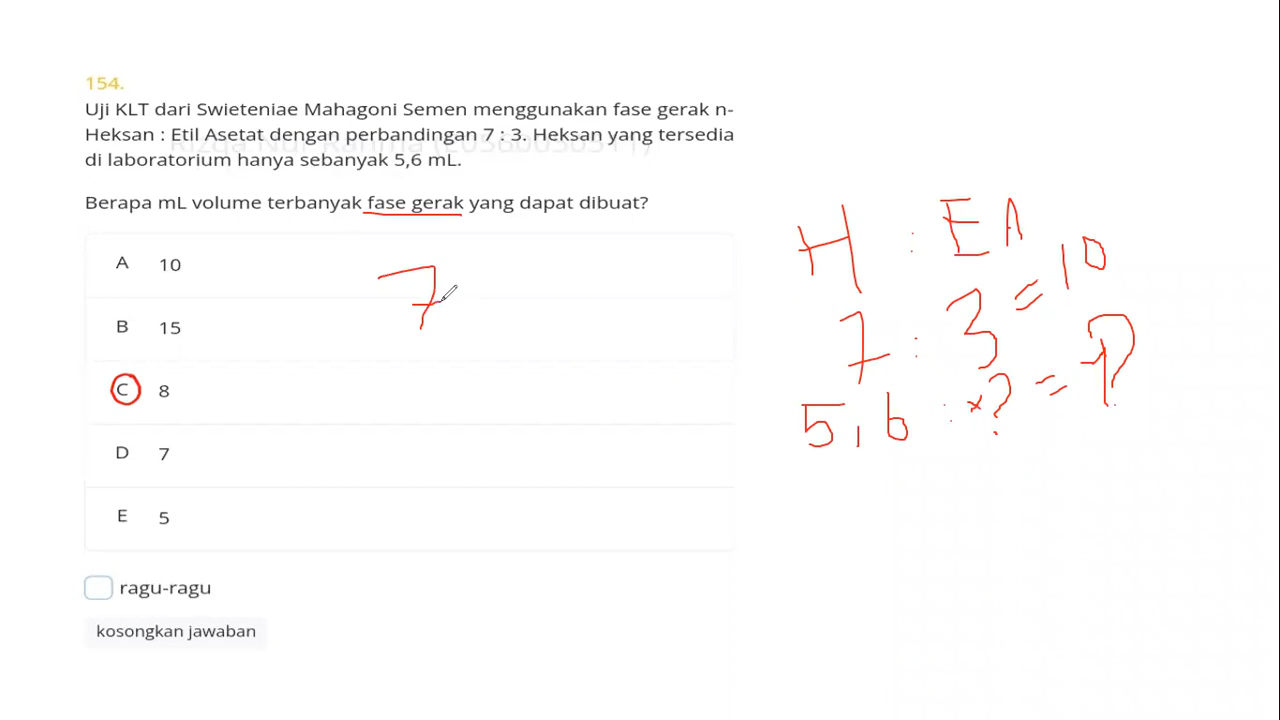 154.
Uji KLT dari Swieteniae Mahagoni Semen menggunakan fase gerak n-
Heksan : Etil Asetat dengan perbandingan 7 : 3. Heksan yang tersedia
di laboratorium hanya sebanyak 5,6 mL.
Berapa mL volume terbanyak fase gerak yang dapat dibuat?
A 10
B 15
C 8
D 7
E 5
ragu-ragu
kosongkan jawaban
7
H : EA
7 : 3 = 10
5,6 : x? = ?